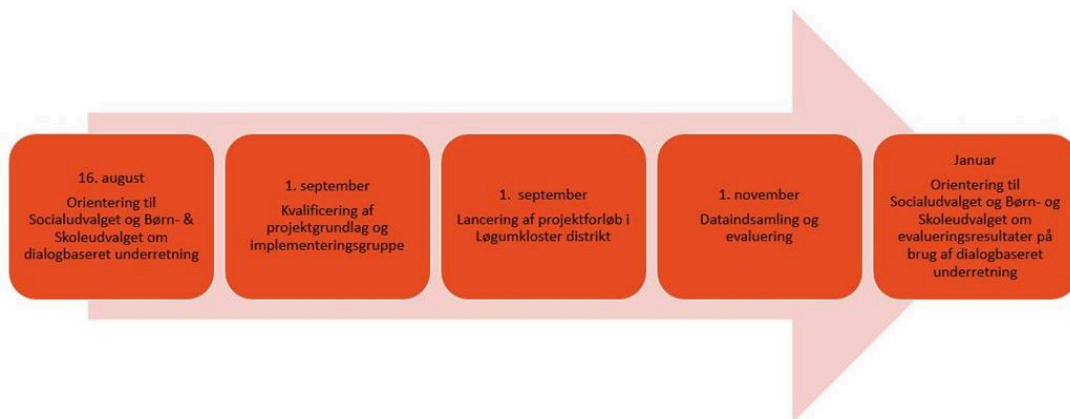 16. august
Orientering til
Socialudvalget og Børn- &
Skoleudvalget om
dialogbaseret underretning
1. september
Kvalificering af
projektgrundlag og
implementeringsgruppe
1. september
Lancering af projektforløb i
Løgumkloster distrikt
1. november
Dataindsamling og
evaluering
Januar
Orientering til
Socialudvalget og Børn- og
Skoleudvalget om
evalueringsresultater på
brug af dialogbaseret
underretning